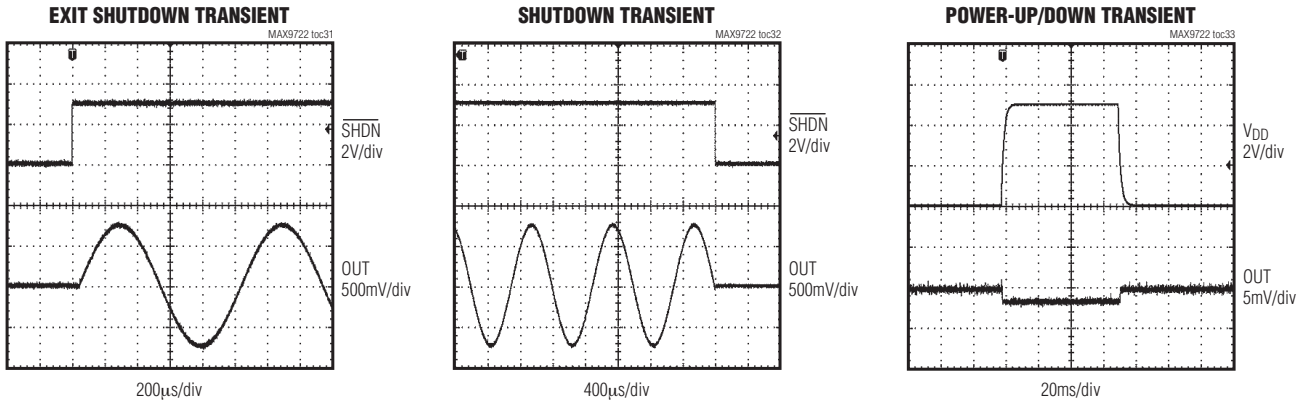 EXIT SHUTDOWN TRANSIENT
MAX9722 toc31
T
SHDN
2V/div
OUT
500mV/div
200μs/div
SHUTDOWN TRANSIENT
MAX9722 toc32
T
SHDN
2V/div
OUT
500mV/div
400μs/div
POWER-UP/DOWN TRANSIENT
MAX9722 toc33
T
VDD
2V/div
OUT
5mV/div
20ms/div